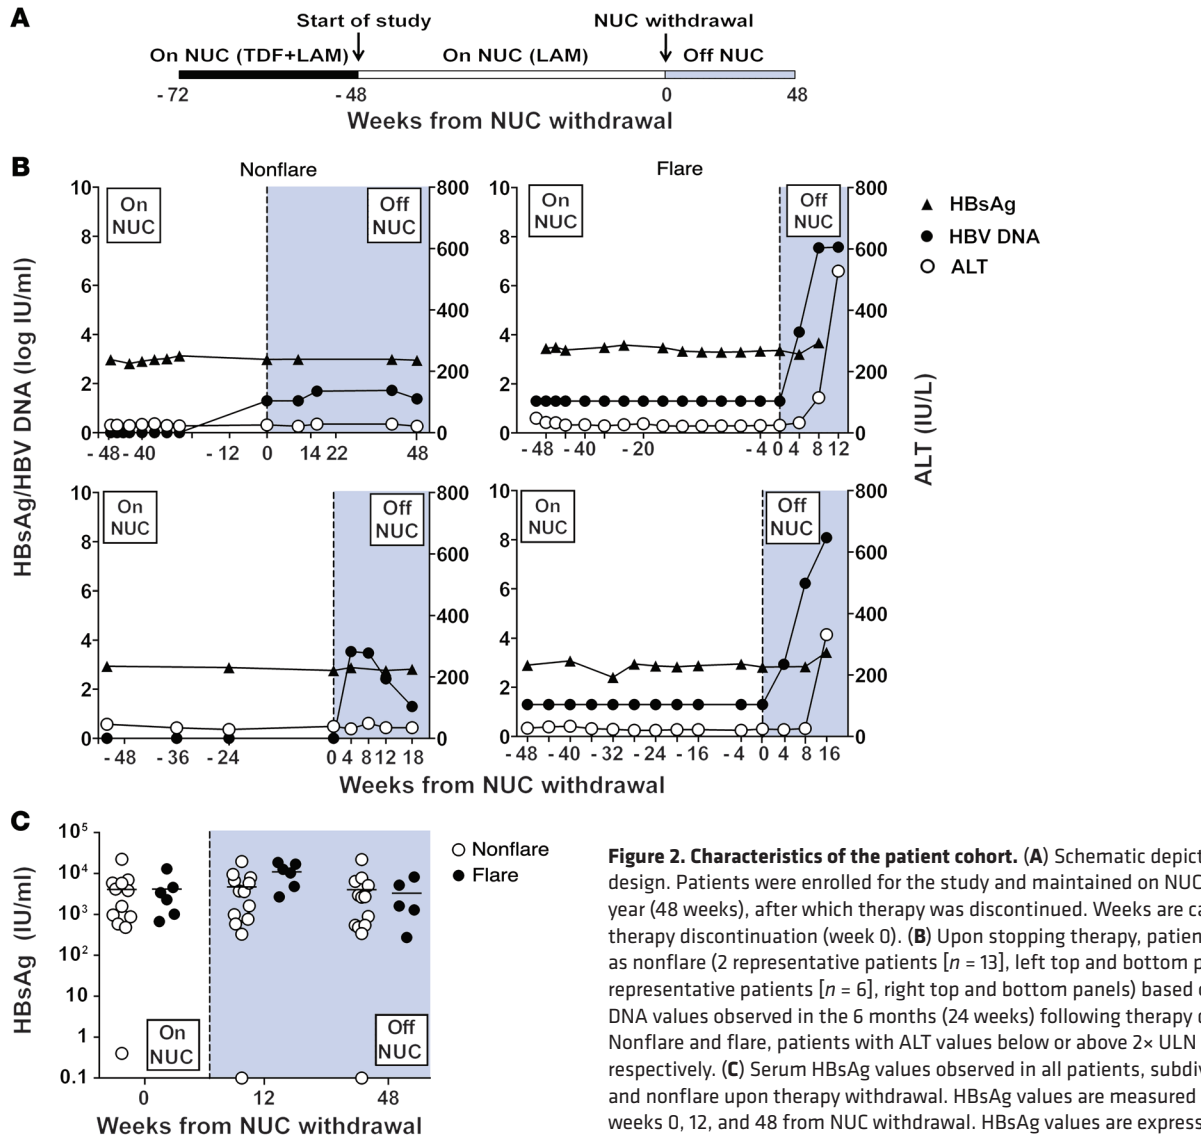 A
Start of study
NUC withdrawal
On NUC (TDF+LAM)
On NUC (LAM)
Off NUC
- 72
- 48
0
48
Weeks from NUC withdrawal
B
Nonflare
Flare
HBsAg/HBV DNA (log IU/ml)
ALT (IU/L)
10
8
6
4
2
0
On
NUC
Off
NUC
800
600
400
200
0
- 48 - 40 - 12 0 14 22 48
10
8
6
4
2
0
On
NUC
Off
NUC
800
600
400
200
0
- 48 - 40 - 20 - 4 0 4 8 12
HBsAg
HBV DNA
ALT
10
8
6
4
2
0
On
NUC
Off
NUC
800
600
400
200
0
- 48 - 36 - 24 0 4 8 12 18
10
8
6
4
2
0
On
NUC
Off
NUC
800
600
400
200
0
- 48 - 40 - 28 - 24 - 16 - 4 0 4 8 16
Weeks from NUC withdrawal
C
HBsAg (IU/ml)
10⁵
10⁴
10³
10²
10
1
0.1
On
NUC
Off
NUC
0 12 48
Weeks from NUC withdrawal
Nonflare
Flare
Figure 2. Characteristics of the patient cohort. (A) Schematic depict
design. Patients were enrolled for the study and maintained on NUC
year (48 weeks), after which therapy was discontinued. Weeks are ca
therapy discontinuation (week 0). (B) Upon stopping therapy, patien
as nonflare (2 representative patients [n = 13], left top and bottom p
representative patients [n = 6], right top and bottom panels) based o
DNA values observed in the 6 months (24 weeks) following therapy d
Nonflare and flare, patients with ALT values below or above 2× ULN
respectively. (C) Serum HBsAg values observed in all patients, subdiv
and nonflare upon therapy withdrawal. HBsAg values are measured
weeks 0, 12, and 48 from NUC withdrawal. HBsAg values are express